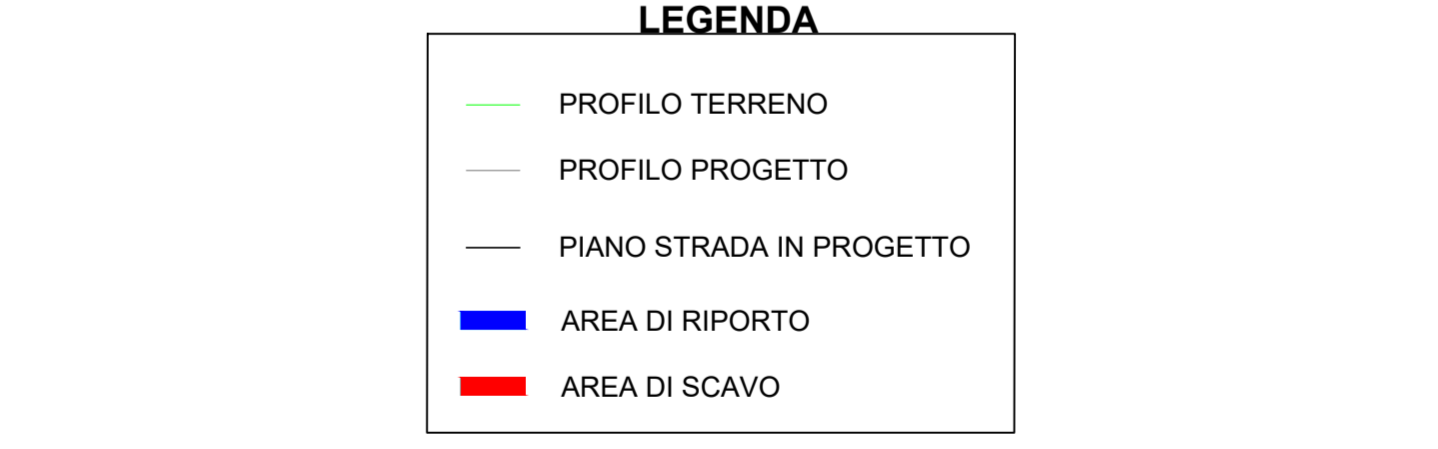 LEGENDA
PROFILO TERRENO
PROFILO PROGETTO
PIANO STRADA IN PROGETTO
AREA DI RIPORTO
AREA DI SCAVO